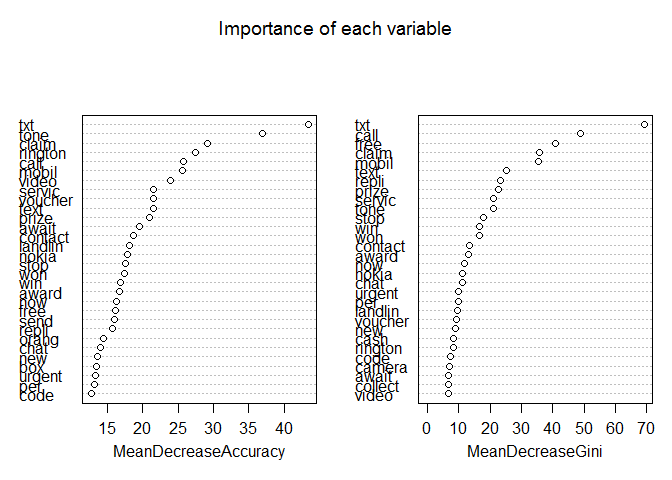 Importance of each variable
txt
tone
claim
rington
call
mobil
video
servic
voucher
text
prize
await
contact
landlin
nokia
stop
won
win
award
now
free
send
repli
orang
chat
new
box
urgent
per
code
15 20 25 30 35 40
MeanDecreaseAccuracy
txt
call
free
claim
mobil
text
repli
prize
servic
tone
stop
win
won
contact
award
now
nokia
chat
urgent
per
landlin
voucher
new
cash
rington
code
camera
await
collect
video
0 10 20 30 40 50 60 70
MeanDecreaseGini